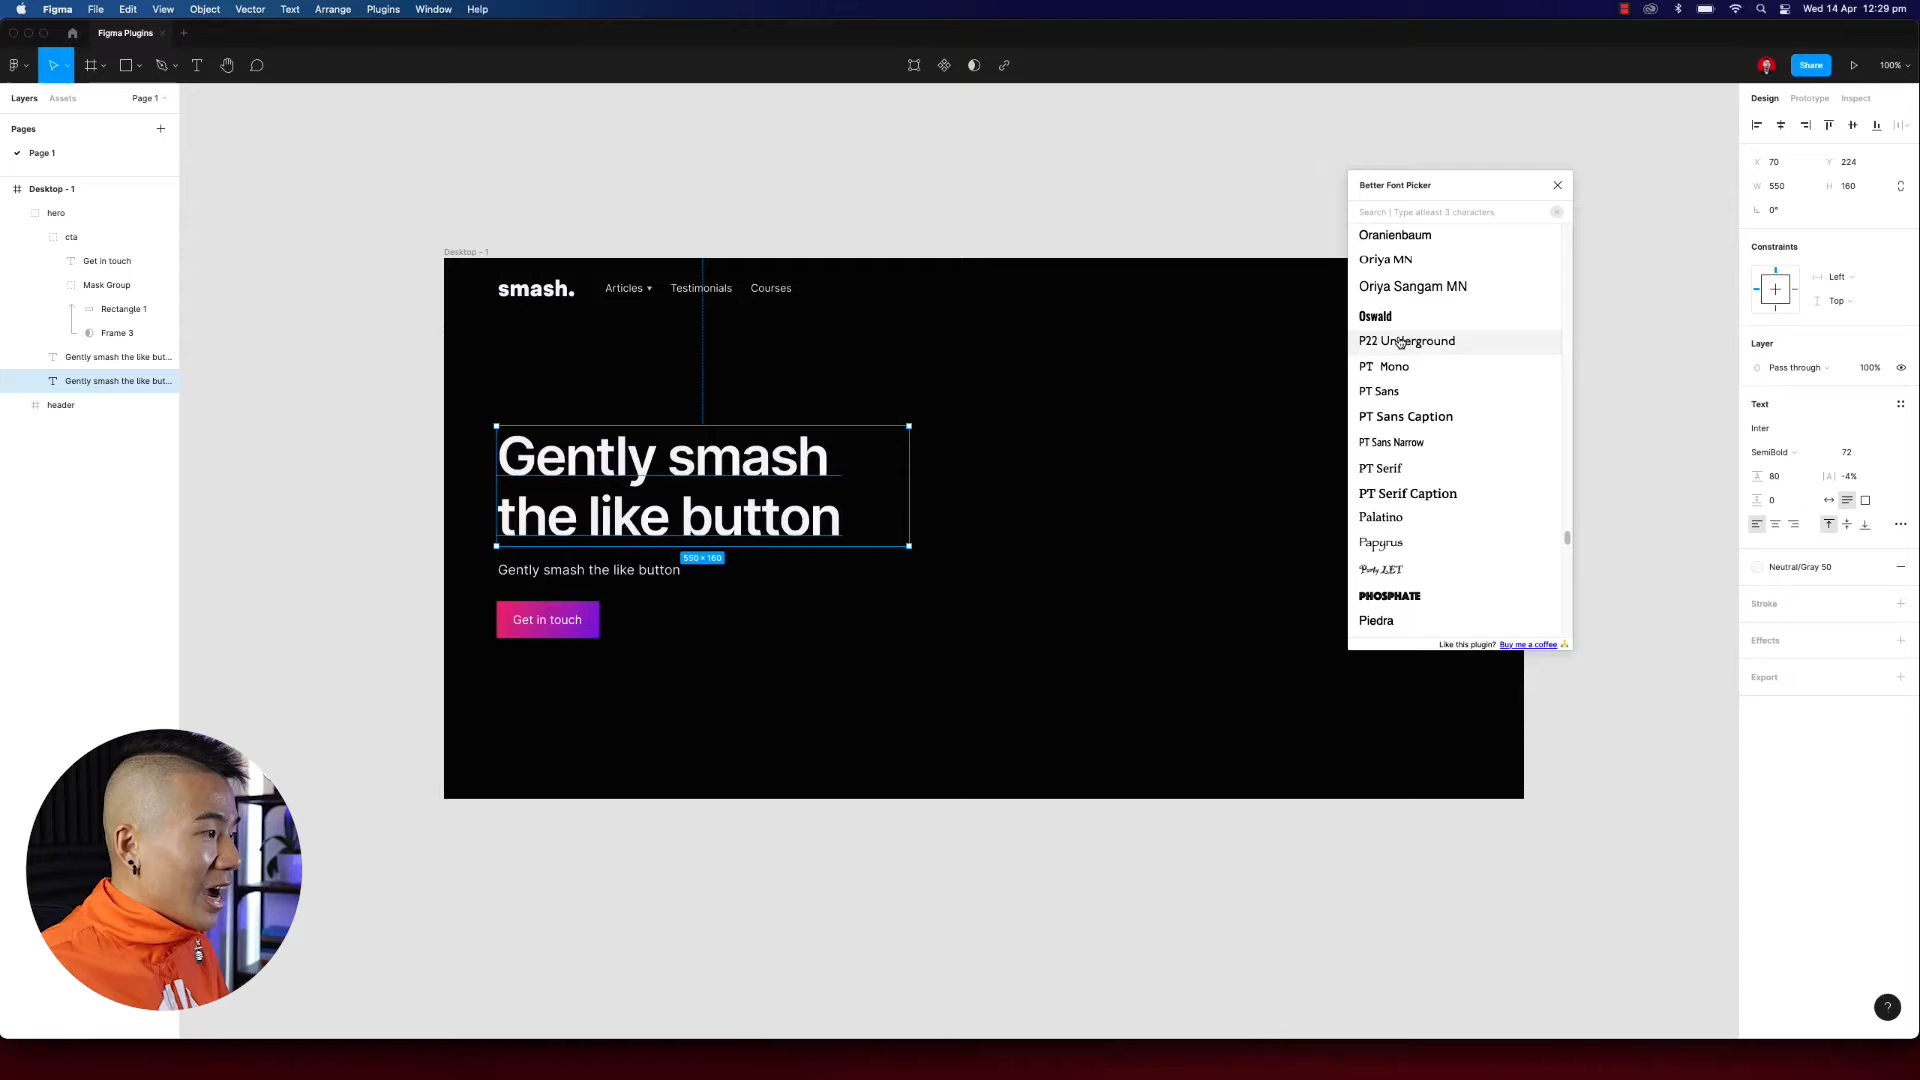 Figma File Edit View Object Vector Text Arrange Plugins Window Help
Wed 14 Apr 12:29 pm
Figma Plugins
Share
100%
Layers Assets Page 1
Pages
Page 1
Desktop - 1
hero
cta
Get in touch
Mask Group
Rectangle 1
Frame 3
Gently smash the like but...
Gently smash the like but...
header
Desktop - 1
smash. Articles Testimonials Courses
Gently smash
the like button
550 × 160
Gently smash the like button
Get in touch
Better Font Picker
Search | Type atleast 3 characters
Oranienbaum
Oriya MN
Oriya Sangam MN
Oswald
P22 Underground
PT Mono
PT Sans
PT Sans Caption
PT Sans Narrow
PT Serif
PT Serif Caption
Palatino
Papyrus
Party LET
PHOSPHATE
Piedra
Like this plugin? Buy me a coffee
Design Prototype Inspect
X 70 Y 224
W 550 H 160
0°
Constraints
Left
Top
Layer
Pass through 100%
Text
Inter
SemiBold 72
80 -4%
0
Neutral/Gray 50
Stroke
Effects
Export
?